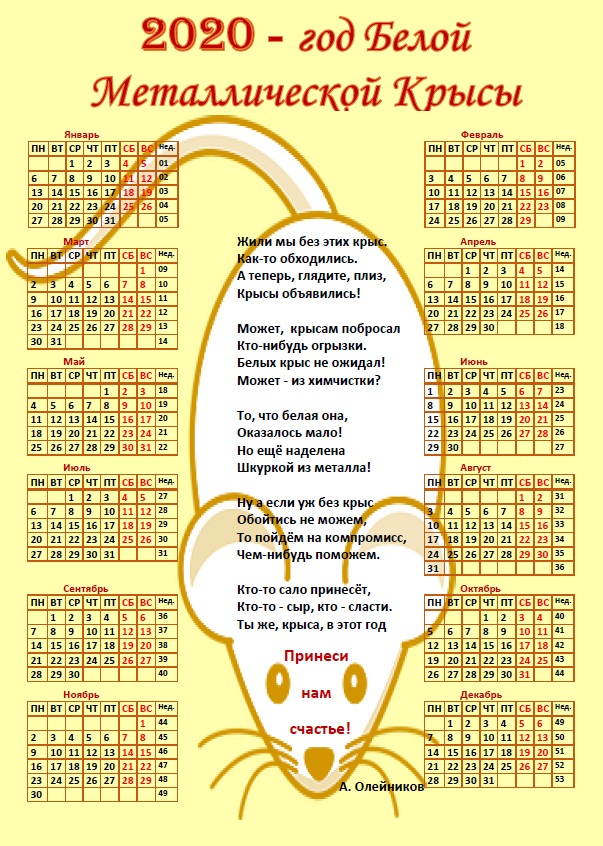 2020 - год Белой
Металлической Крысы
Январь
ПН ВТ СР ЧТ ПТ СБ ВС Нед.
1 2 3 4 5 01
6 7 8 9 10 11 12 02
13 14 15 16 17 18 19 03
20 21 22 23 24 25 26 04
27 28 29 30 31 05
Февраль
ПН ВТ СР ЧТ ПТ СБ ВС Нед.
1 2 05
3 4 5 6 7 8 9 06
10 11 12 13 14 15 16 07
17 18 19 20 21 22 23 08
24 25 26 27 28 29 09
Март
ПН ВТ СР ЧТ ПТ СБ ВС Нед.
1 09
2 3 4 5 6 7 8 10
9 10 11 12 13 14 15 11
16 17 18 19 20 21 22 12
23 24 25 26 27 28 29 13
30 31 14
Апрель
ПН ВТ СР ЧТ ПТ СБ ВС Нед.
1 2 3 4 5 14
6 7 8 9 10 11 12 15
13 14 15 16 17 18 19 16
20 21 22 23 24 25 26 17
27 28 29 30 18
Май
ПН ВТ СР ЧТ ПТ СБ ВС Нед.
1 2 3 18
4 5 6 7 8 9 10 19
11 12 13 14 15 16 17 20
18 19 20 21 22 23 24 21
25 26 27 28 29 30 31 22
Июнь
ПН ВТ СР ЧТ ПТ СБ ВС Нед.
1 2 3 4 5 6 7 23
8 9 10 11 12 13 14 24
15 16 17 18 19 20 21 25
22 23 24 25 26 27 28 26
29 30 27
Июль
ПН ВТ СР ЧТ ПТ СБ ВС Нед.
1 2 3 4 5 27
6 7 8 9 10 11 12 28
13 14 15 16 17 18 19 29
20 21 22 23 24 25 26 30
27 28 29 30 31 31
Август
ПН ВТ СР ЧТ ПТ СБ ВС Нед.
1 2 31
3 4 5 6 7 8 9 32
10 11 12 13 14 15 16 33
17 18 19 20 21 22 23 34
24 25 26 27 28 29 30 35
31 36
Сентябрь
ПН ВТ СР ЧТ ПТ СБ ВС Нед.
1 2 3 4 5 6 36
7 8 9 10 11 12 13 37
14 15 16 17 18 19 20 38
21 22 23 24 25 26 27 39
28 29 30 40
Октябрь
ПН ВТ СР ЧТ ПТ СБ ВС Нед.
1 2 3 4 40
5 6 7 8 9 10 11 41
12 13 14 15 16 17 18 42
19 20 21 22 23 24 25 43
26 27 28 29 30 31 44
Ноябрь
ПН ВТ СР ЧТ ПТ СБ ВС Нед.
1 44
2 3 4 5 6 7 8 45
9 10 11 12 13 14 15 46
16 17 18 19 20 21 22 47
23 24 25 26 27 28 29 48
30 49
Декабрь
ПН ВТ СР ЧТ ПТ СБ ВС Нед.
1 2 3 4 5 6 49
7 8 9 10 11 12 13 50
14 15 16 17 18 19 20 51
21 22 23 24 25 26 27 52
28 29 30 31 53
Жили мы без этих крыс.
Как-то обходились.
А теперь, глядите, плиз,
Крысы объявились!
Может, крысам побросал
Кто-нибудь огрызки.
Белых крыс не ожидал!
Может - из химчистки?
То, что белая она,
Оказалось мало!
Но ещё наделена
Шкуркой из металла!
Ну а если уж без крыс
Обойтись не можем,
То пойдём на компромисс,
Чем-нибудь поможем.
Кто-то сало принесёт,
Кто-то - сыр, кто - сласти.
Ты же, крыса, в этот год
Принеси
нам
счастье!
А. Олейников